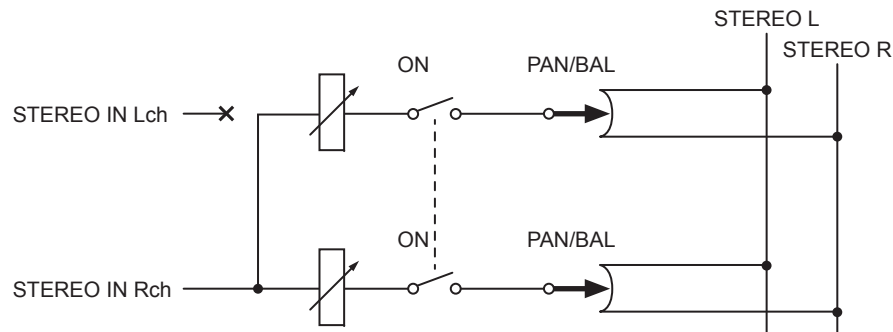 STEREO L
STEREO R
ON
PAN/BAL
STEREO IN Lch
ON
PAN/BAL
STEREO IN Rch